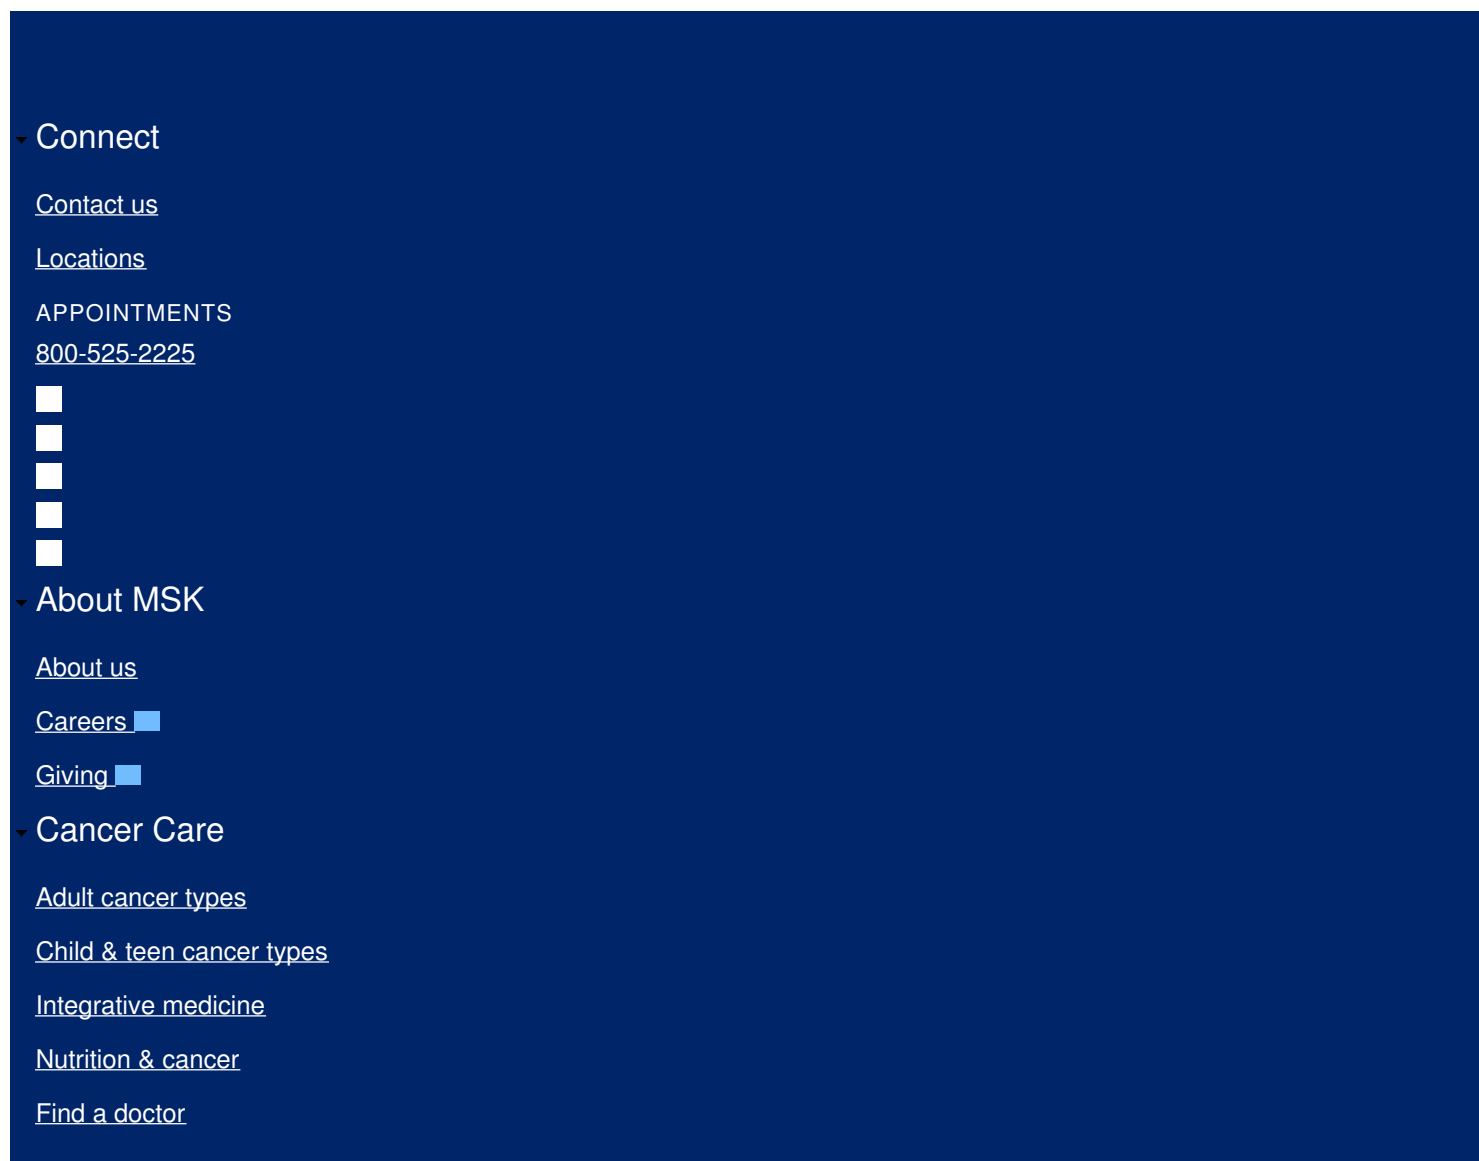 Connect
Contact us
Locations
APPOINTMENTS
800-525-2225
About MSK
About us
Careers
Giving
Cancer Care
Adult cancer types
Child & teen cancer types
Integrative medicine
Nutrition & cancer
Find a doctor